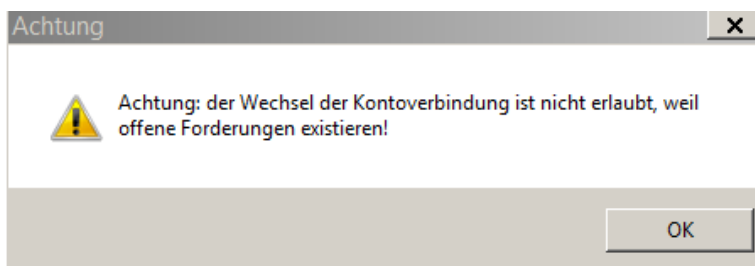 Achtung
Achtung: der Wechsel der Kontoverbindung ist nicht erlaubt, weil
offene Forderungen existieren!
OK